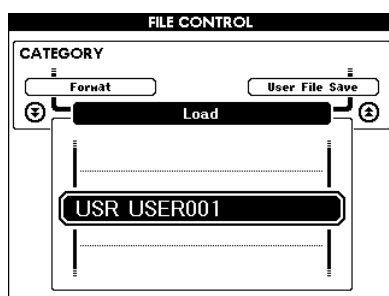 FILE CONTROL
CATEGORY
Format
User File Save
Load
USR USER001